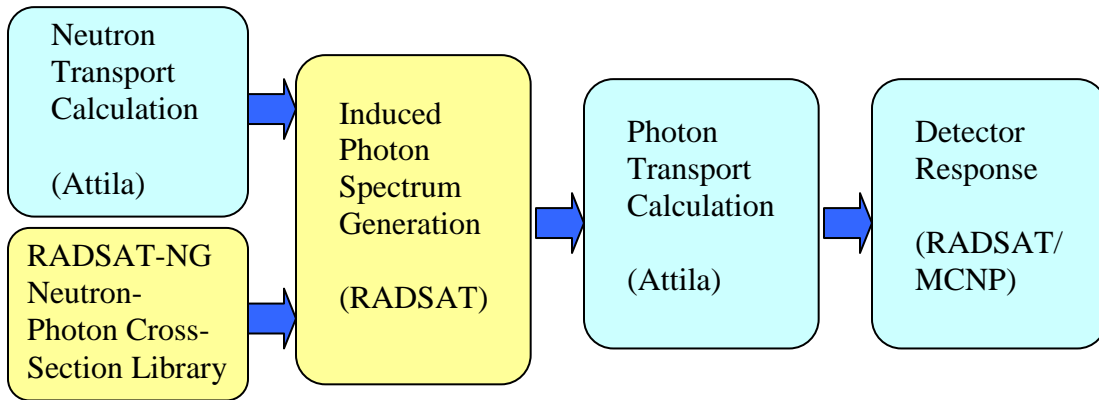 Neutron
Transport
Calculation
(Attila)
RADSAT-NG
Neutron-
Photon Cross-
Section Library
Induced
Photon
Spectrum
Generation
(RADSAT)
Photon
Transport
Calculation
(Attila)
Detector
Response
(RADSAT/
MCNP)